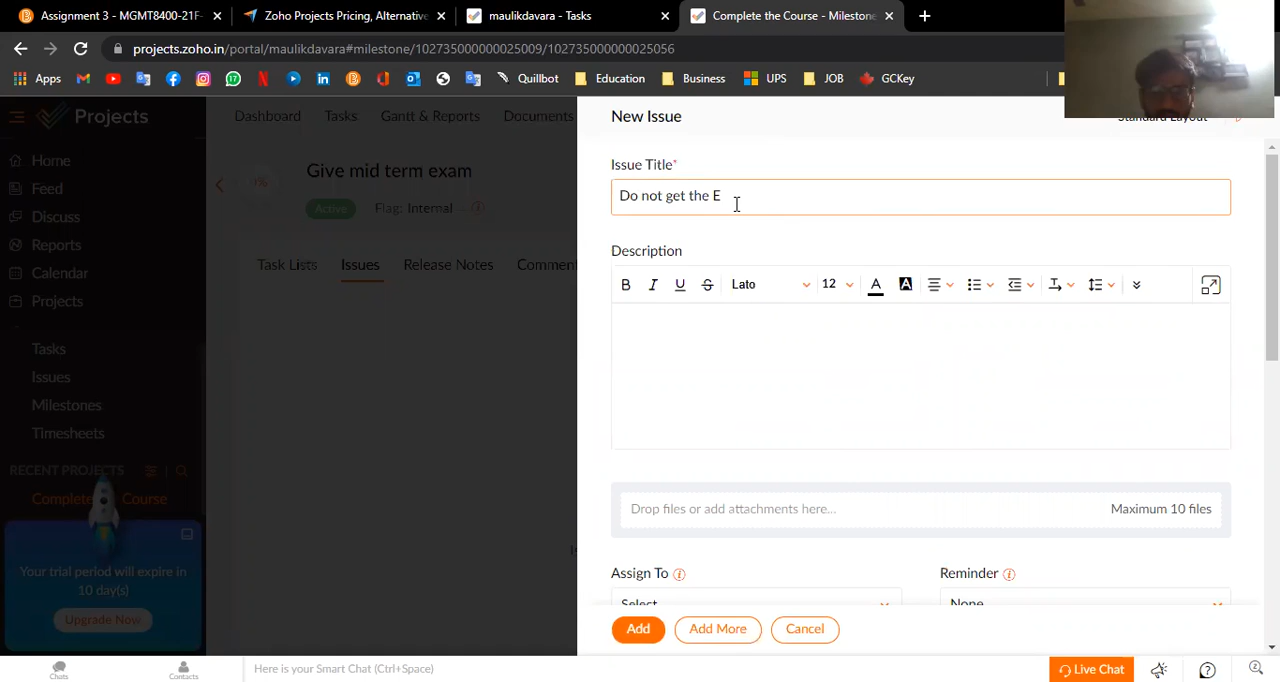 Assignment 3 - MGMT8400-21F-
Zoho Projects Pricing, Alternative
maulikdavara - Tasks
Complete the Course - Milestone
projects.zoho.in/portal/maulikdavara#milestone/102735000000025009/102735000000025056
Apps
Quillbot
Education
Business
UPS
JOB
GCKey
Projects
Dashboard
Tasks
Gantt & Reports
Documents
New Issue
Standard Layout
Home
Feed
Discuss
Reports
Calendar
Projects
Tasks
Issues
Milestones
Timesheets
RECENT PROJECTS
Complete
Course
Your trial period will expire in
10 day(s)
Upgrade Now
Give mid term exam
Active
Flag: Internal
Task Lists
Issues
Release Notes
Comment
Issue Title*
Do not get the E
Description
B I U S Lato 12 A A
Drop files or add attachments here...
Maximum 10 files
Assign To
Reminder
Select
None
Add
Add More
Cancel
Chats
Contacts
Here is your Smart Chat (Ctrl+Space)
Live Chat